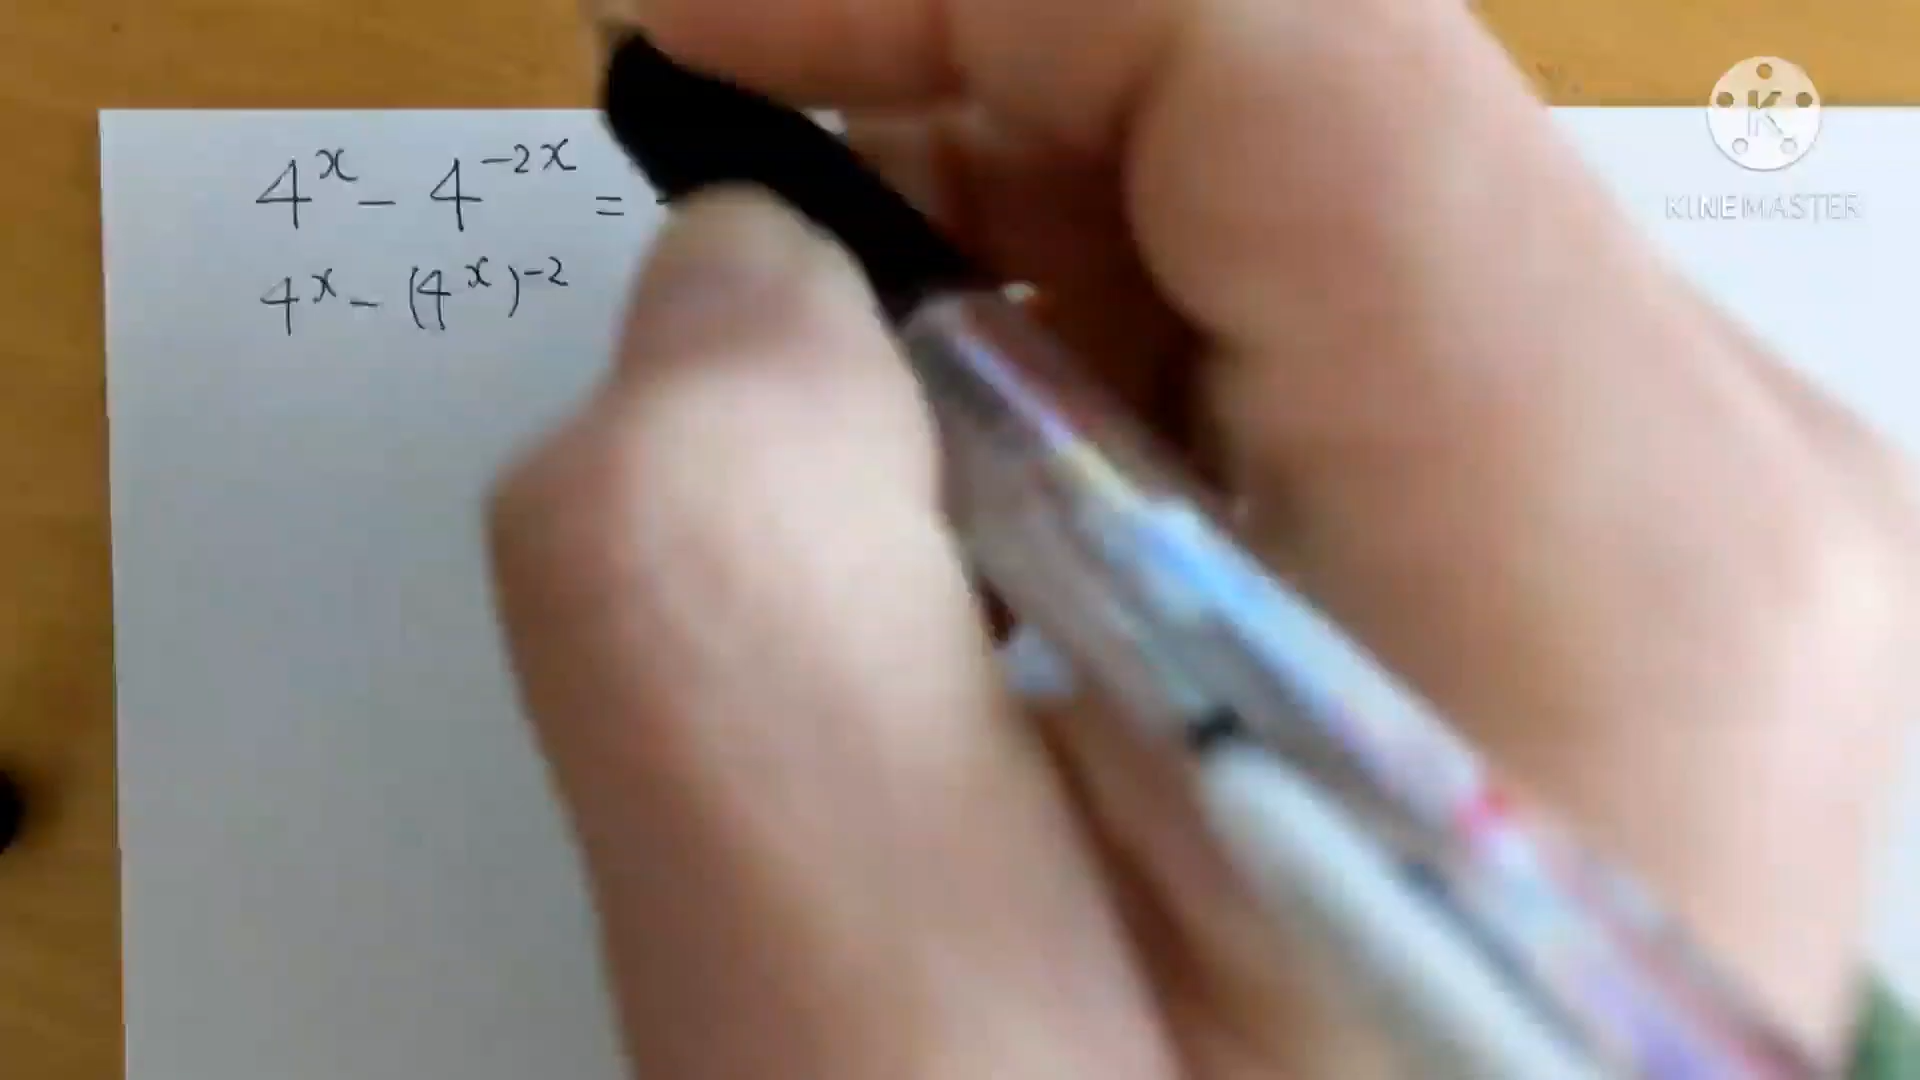 4^x - 4^{-2x} =
4^x - (4^x)^{-2}
K
KINEMASTER